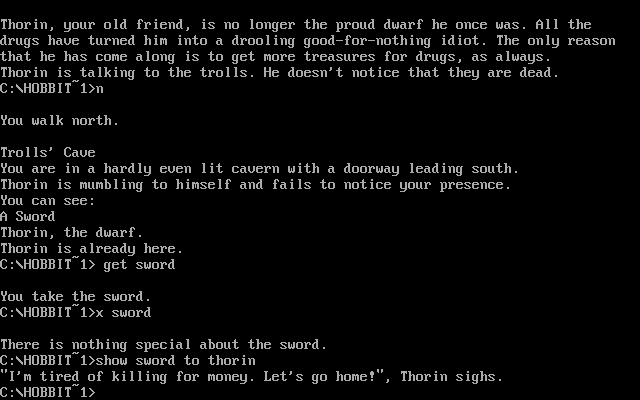 Thorin, your old friend, is no longer the proud dwarf he once was. All the
drugs have turned him into a drooling good-for-nothing idiot. The only reason
that he has come along is to get more treasures for drugs, as always.
Thorin is talking to the trolls. He doesn't notice that they are dead.
C:\HOBBIT~1>n
You walk north.
Trolls' Cave
You are in a hardly even lit cavern with a doorway leading south.
Thorin is mumbling to himself and fails to notice your presence.
You can see:
A Sword
Thorin, the dwarf.
Thorin is already here.
C:\HOBBIT~1> get sword
You take the sword.
C:\HOBBIT~1>x sword
There is nothing special about the sword.
C:\HOBBIT~1>show sword to thorin
"I'm tired of killing for money. Let's go home!", Thorin sighs.
C:\HOBBIT~1>